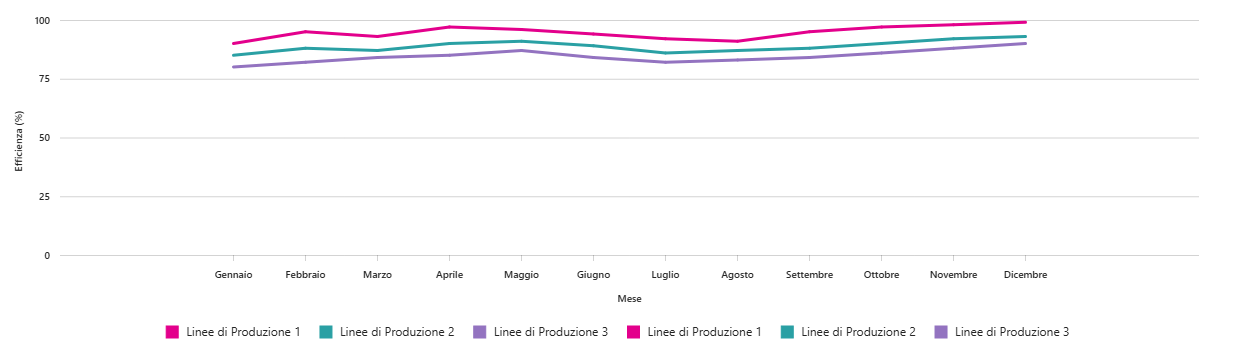 100
75
50
25
0
Efficienza (%)
Gennaio Febbraio Marzo Aprile Maggio Giugno Luglio Agosto Settembre Ottobre Novembre Dicembre
Mese
Linee di Produzione 1 Linee di Produzione 2 Linee di Produzione 3 Linee di Produzione 1 Linee di Produzione 2 Linee di Produzione 3